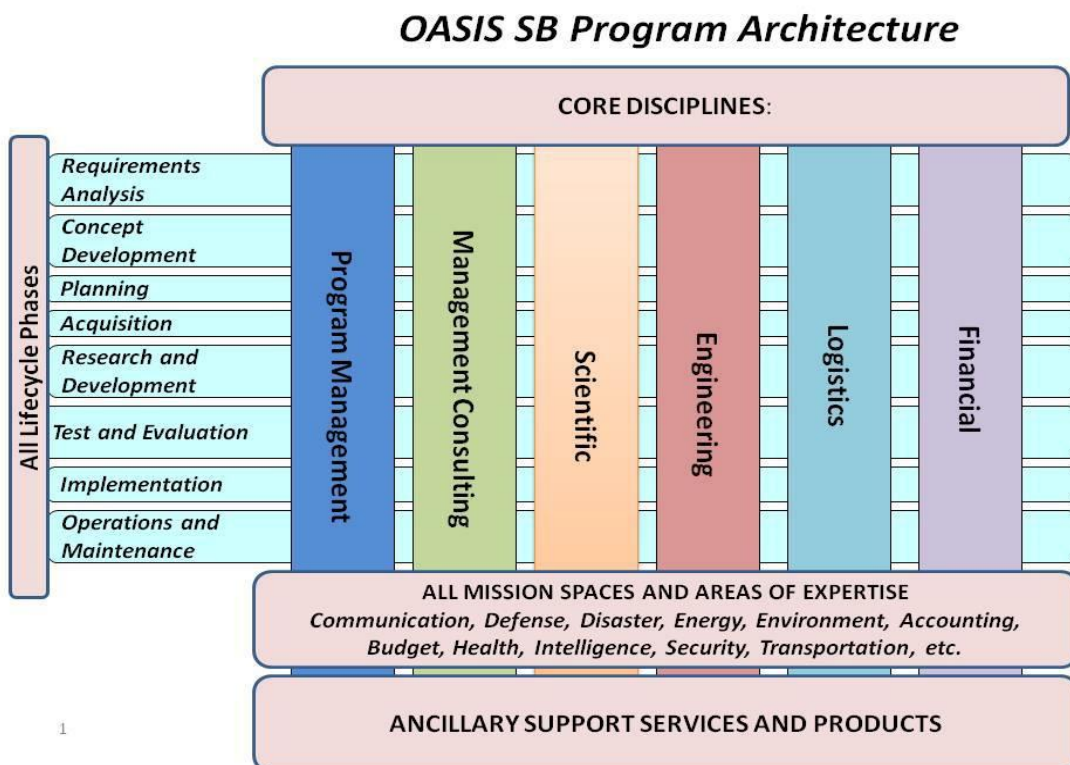 OASIS SB Program Architecture
CORE DISCIPLINES:
All Lifecycle Phases
Requirements
Analysis
Concept
Development
Planning
Acquisition
Research and
Development
Test and Evaluation
Implementation
Operations and
Maintenance
Program Management
Management Consulting
Scientific
Engineering
Logistics
Financial
ALL MISSION SPACES AND AREAS OF EXPERTISE
Communication, Defense, Disaster, Energy, Environment, Accounting,
Budget, Health, Intelligence, Security, Transportation, etc.
ANCILLARY SUPPORT SERVICES AND PRODUCTS
1